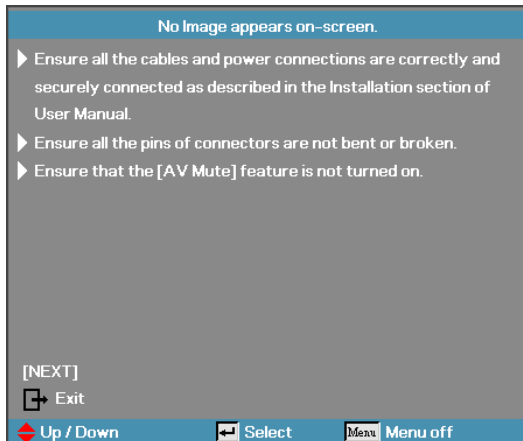 No Image appears on-screen.
Ensure all the cables and power connections are correctly and
securely connected as described in the Installation section of
User Manual.
Ensure all the pins of connectors are not bent or broken.
Ensure that the [AV Mute] feature is not turned on.
[NEXT]
Exit
Up / Down Select Menu Menu off